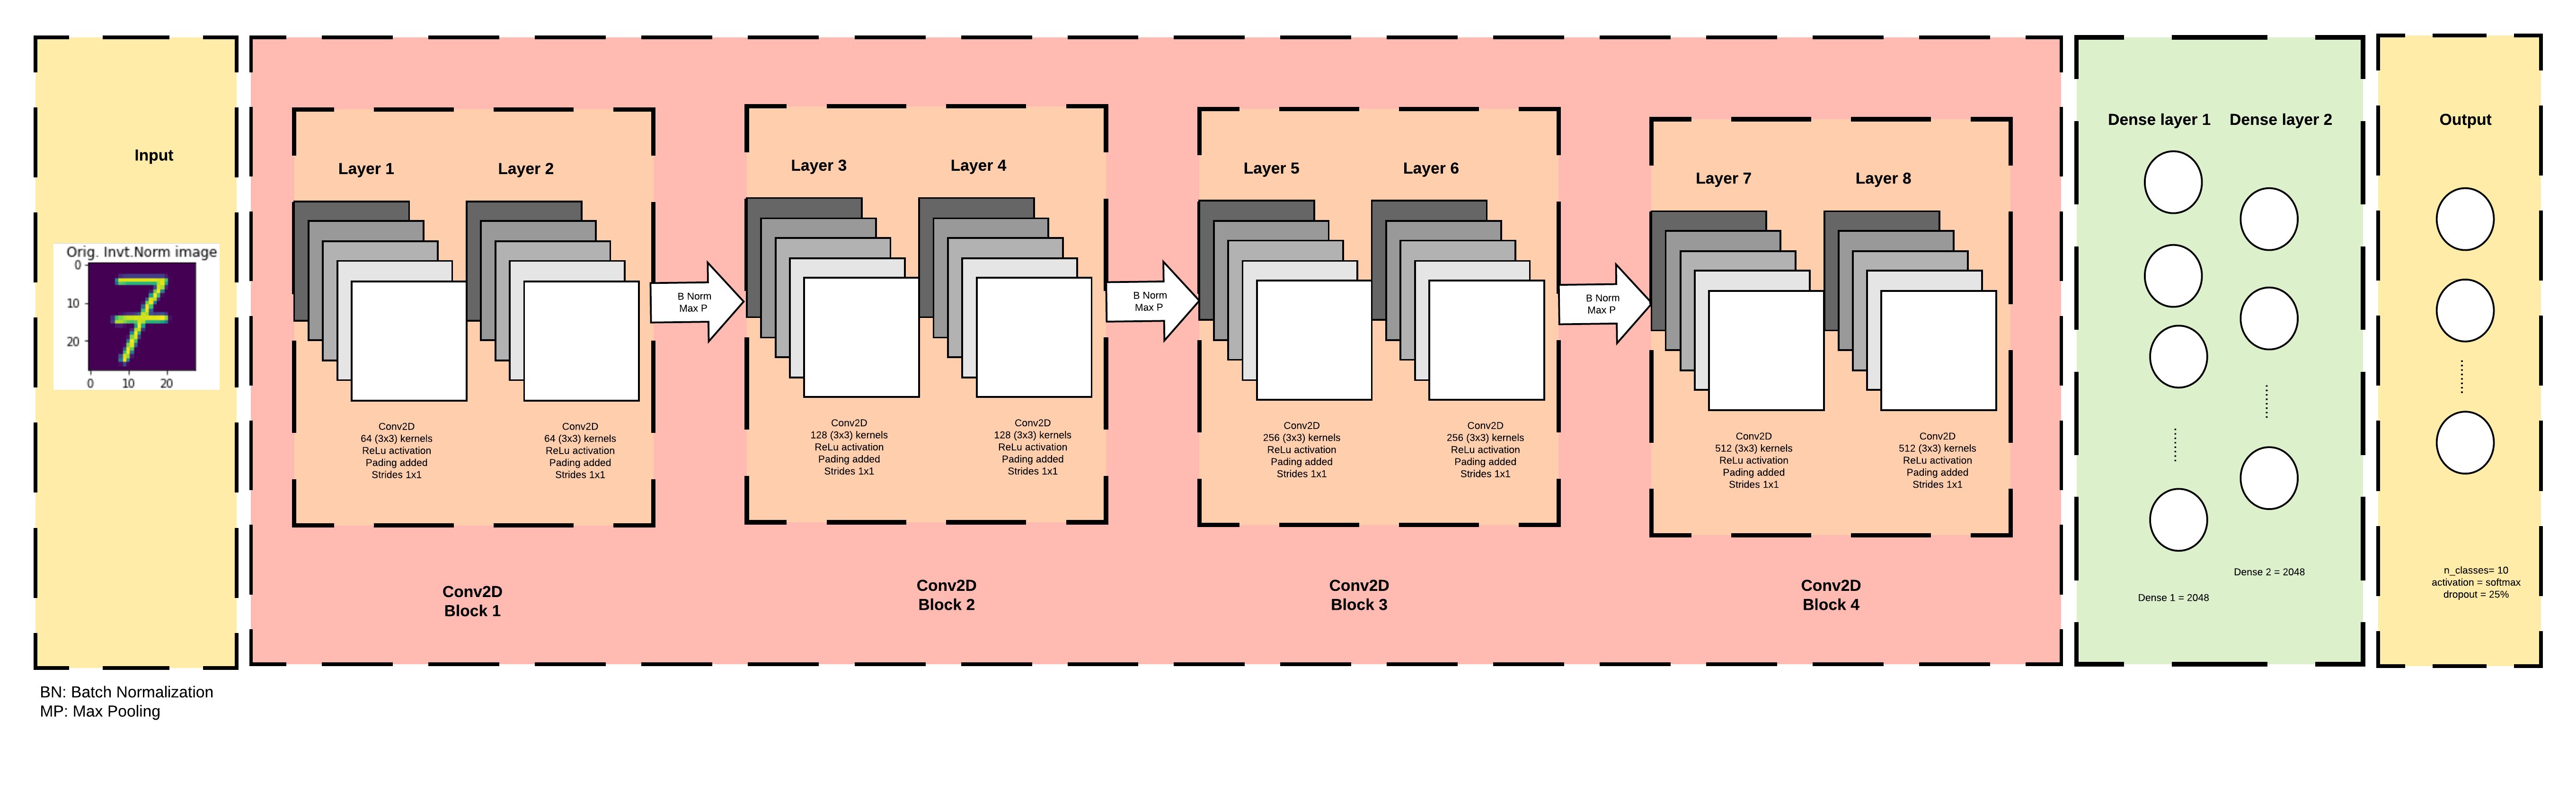 Input
Orig. Invt.Norm image
0
10
20
0 10 20
Layer 1 Layer 2
Conv2D
64 (3x3) kernels
ReLu activation
Pading added
Strides 1x1
Conv2D
64 (3x3) kernels
ReLu activation
Pading added
Strides 1x1
Conv2D
Block 1
B Norm
Max P
Layer 3 Layer 4
Conv2D
128 (3x3) kernels
ReLu activation
Pading added
Strides 1x1
Conv2D
128 (3x3) kernels
ReLu activation
Pading added
Strides 1x1
Conv2D
Block 2
B Norm
Max P
Layer 5 Layer 6
Conv2D
256 (3x3) kernels
ReLu activation
Pading added
Strides 1x1
Conv2D
256 (3x3) kernels
ReLu activation
Pading added
Strides 1x1
Conv2D
Block 3
B Norm
Max P
Layer 7 Layer 8
Conv2D
512 (3x3) kernels
ReLu activation
Pading added
Strides 1x1
Conv2D
512 (3x3) kernels
ReLu activation
Pading added
Strides 1x1
Conv2D
Block 4
Dense layer 1 Dense layer 2
Dense 1 = 2048
Dense 2 = 2048
Output
n_classes= 10
activation = softmax
dropout = 25%
BN: Batch Normalization
MP: Max Pooling